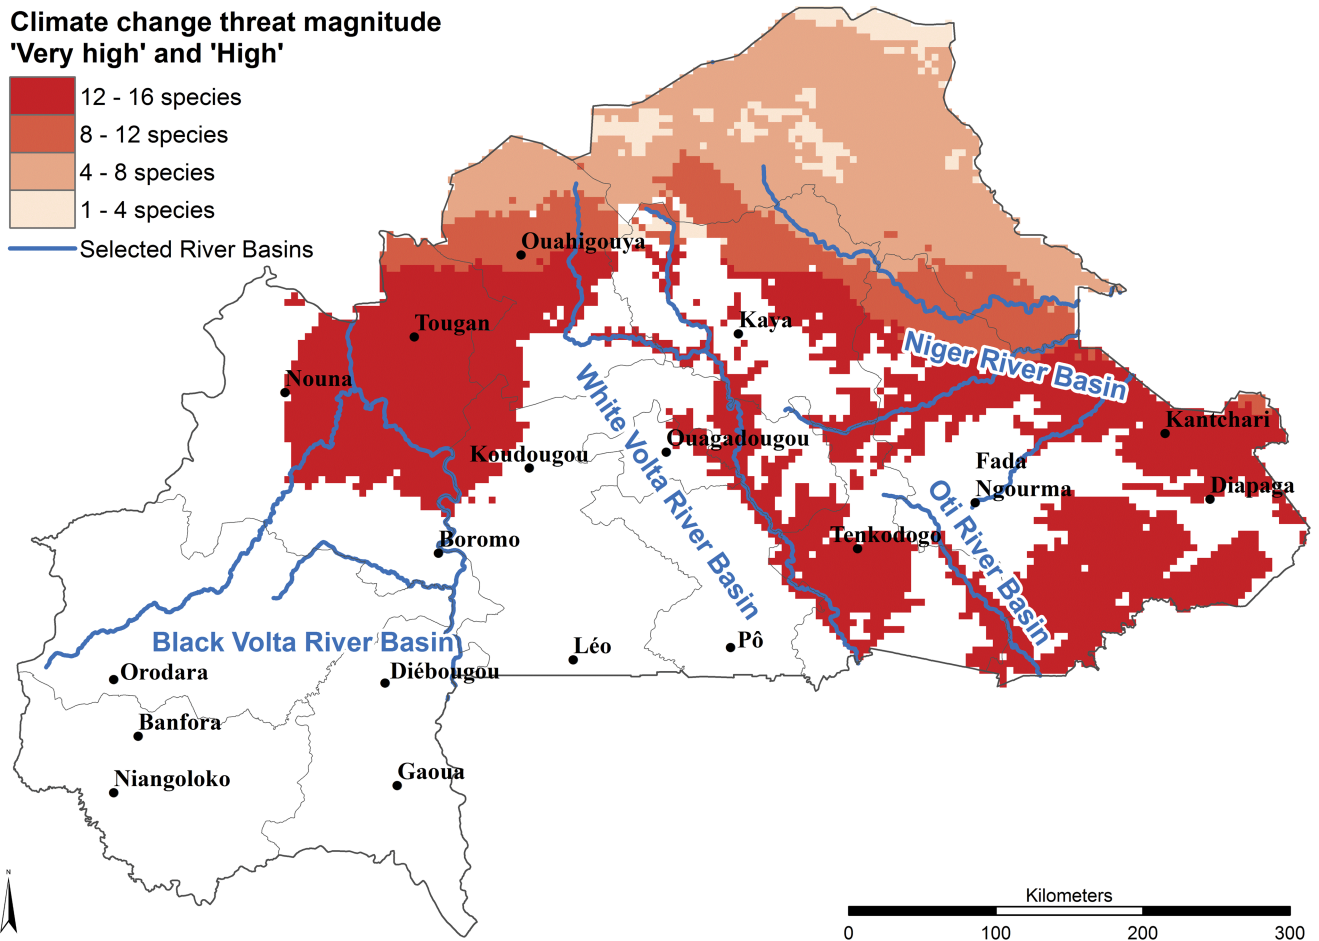 Climate change threat magnitude
'Very high' and 'High'
12 - 16 species
8 - 12 species
4 - 8 species
1 - 4 species
Selected River Basins
Ouahigouya
Tougan
Kaya
Nouna
Niger River Basin
Kantchari
White Volta River Basin
Ouagadougou
Koudougou
Fada
Ngourma
Diapaga
Oti River Basin
Boromo
Tenkodogo
Black Volta River Basin
Léo
Pô
Orodara
Diébougou
Banfora
Niangoloko
Gaoua
N
Kilometers
0 100 200 300